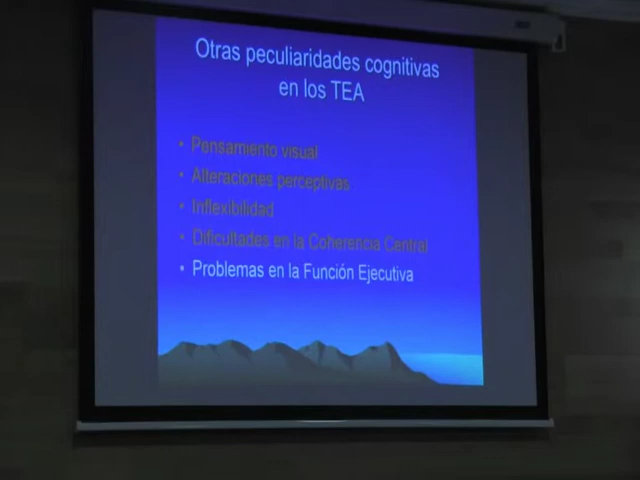 Otras peculiaridades cognitivas
en los TEA
• Pensamiento visual
• Alteraciones perceptivas
• Inflexibilidad
• Dificultades en la Coherencia Central
• Problemas en la Función Ejecutiva